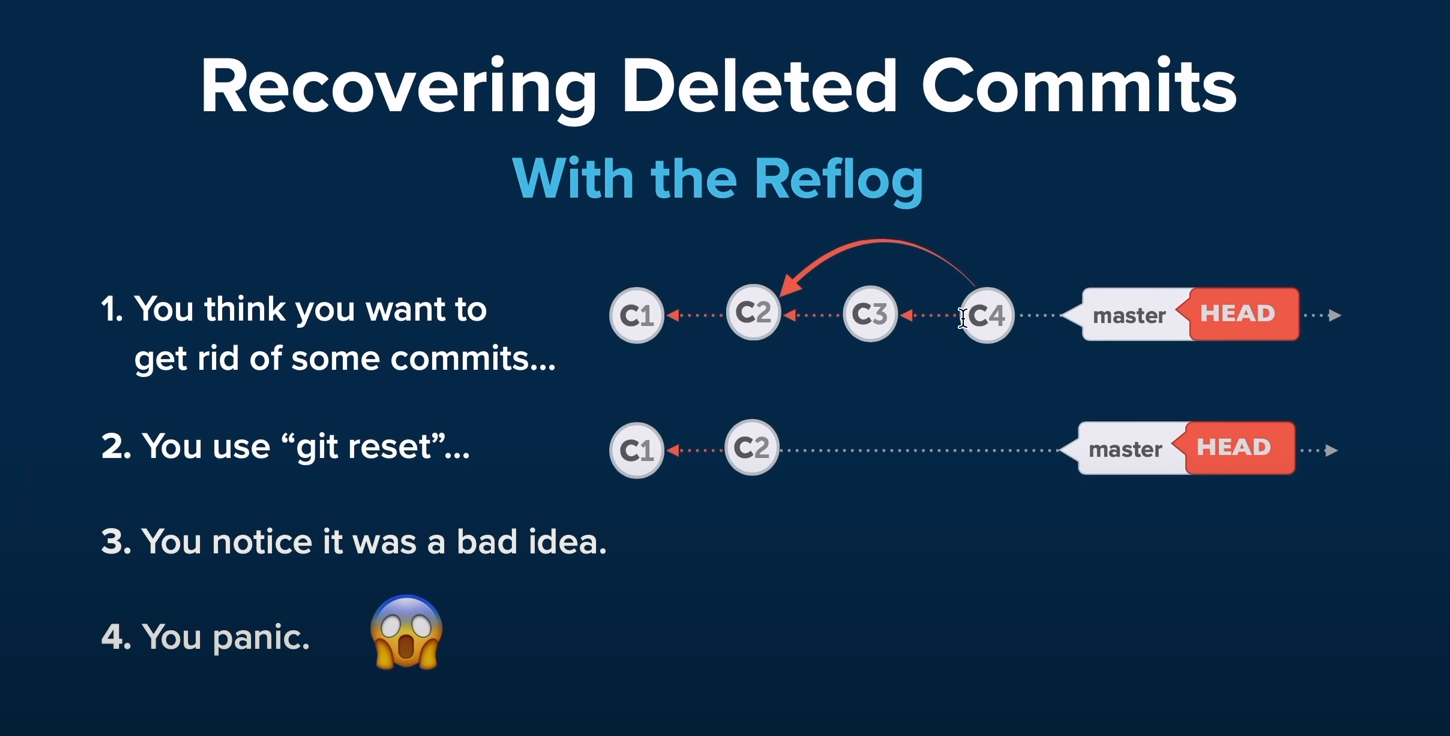 Recovering Deleted Commits
With the Reflog
1. You think you want to
get rid of some commits...
C1 C2 C3 C4 master HEAD
2. You use “git reset”...
C1 C2 master HEAD
3. You notice it was a bad idea.
4. You panic.